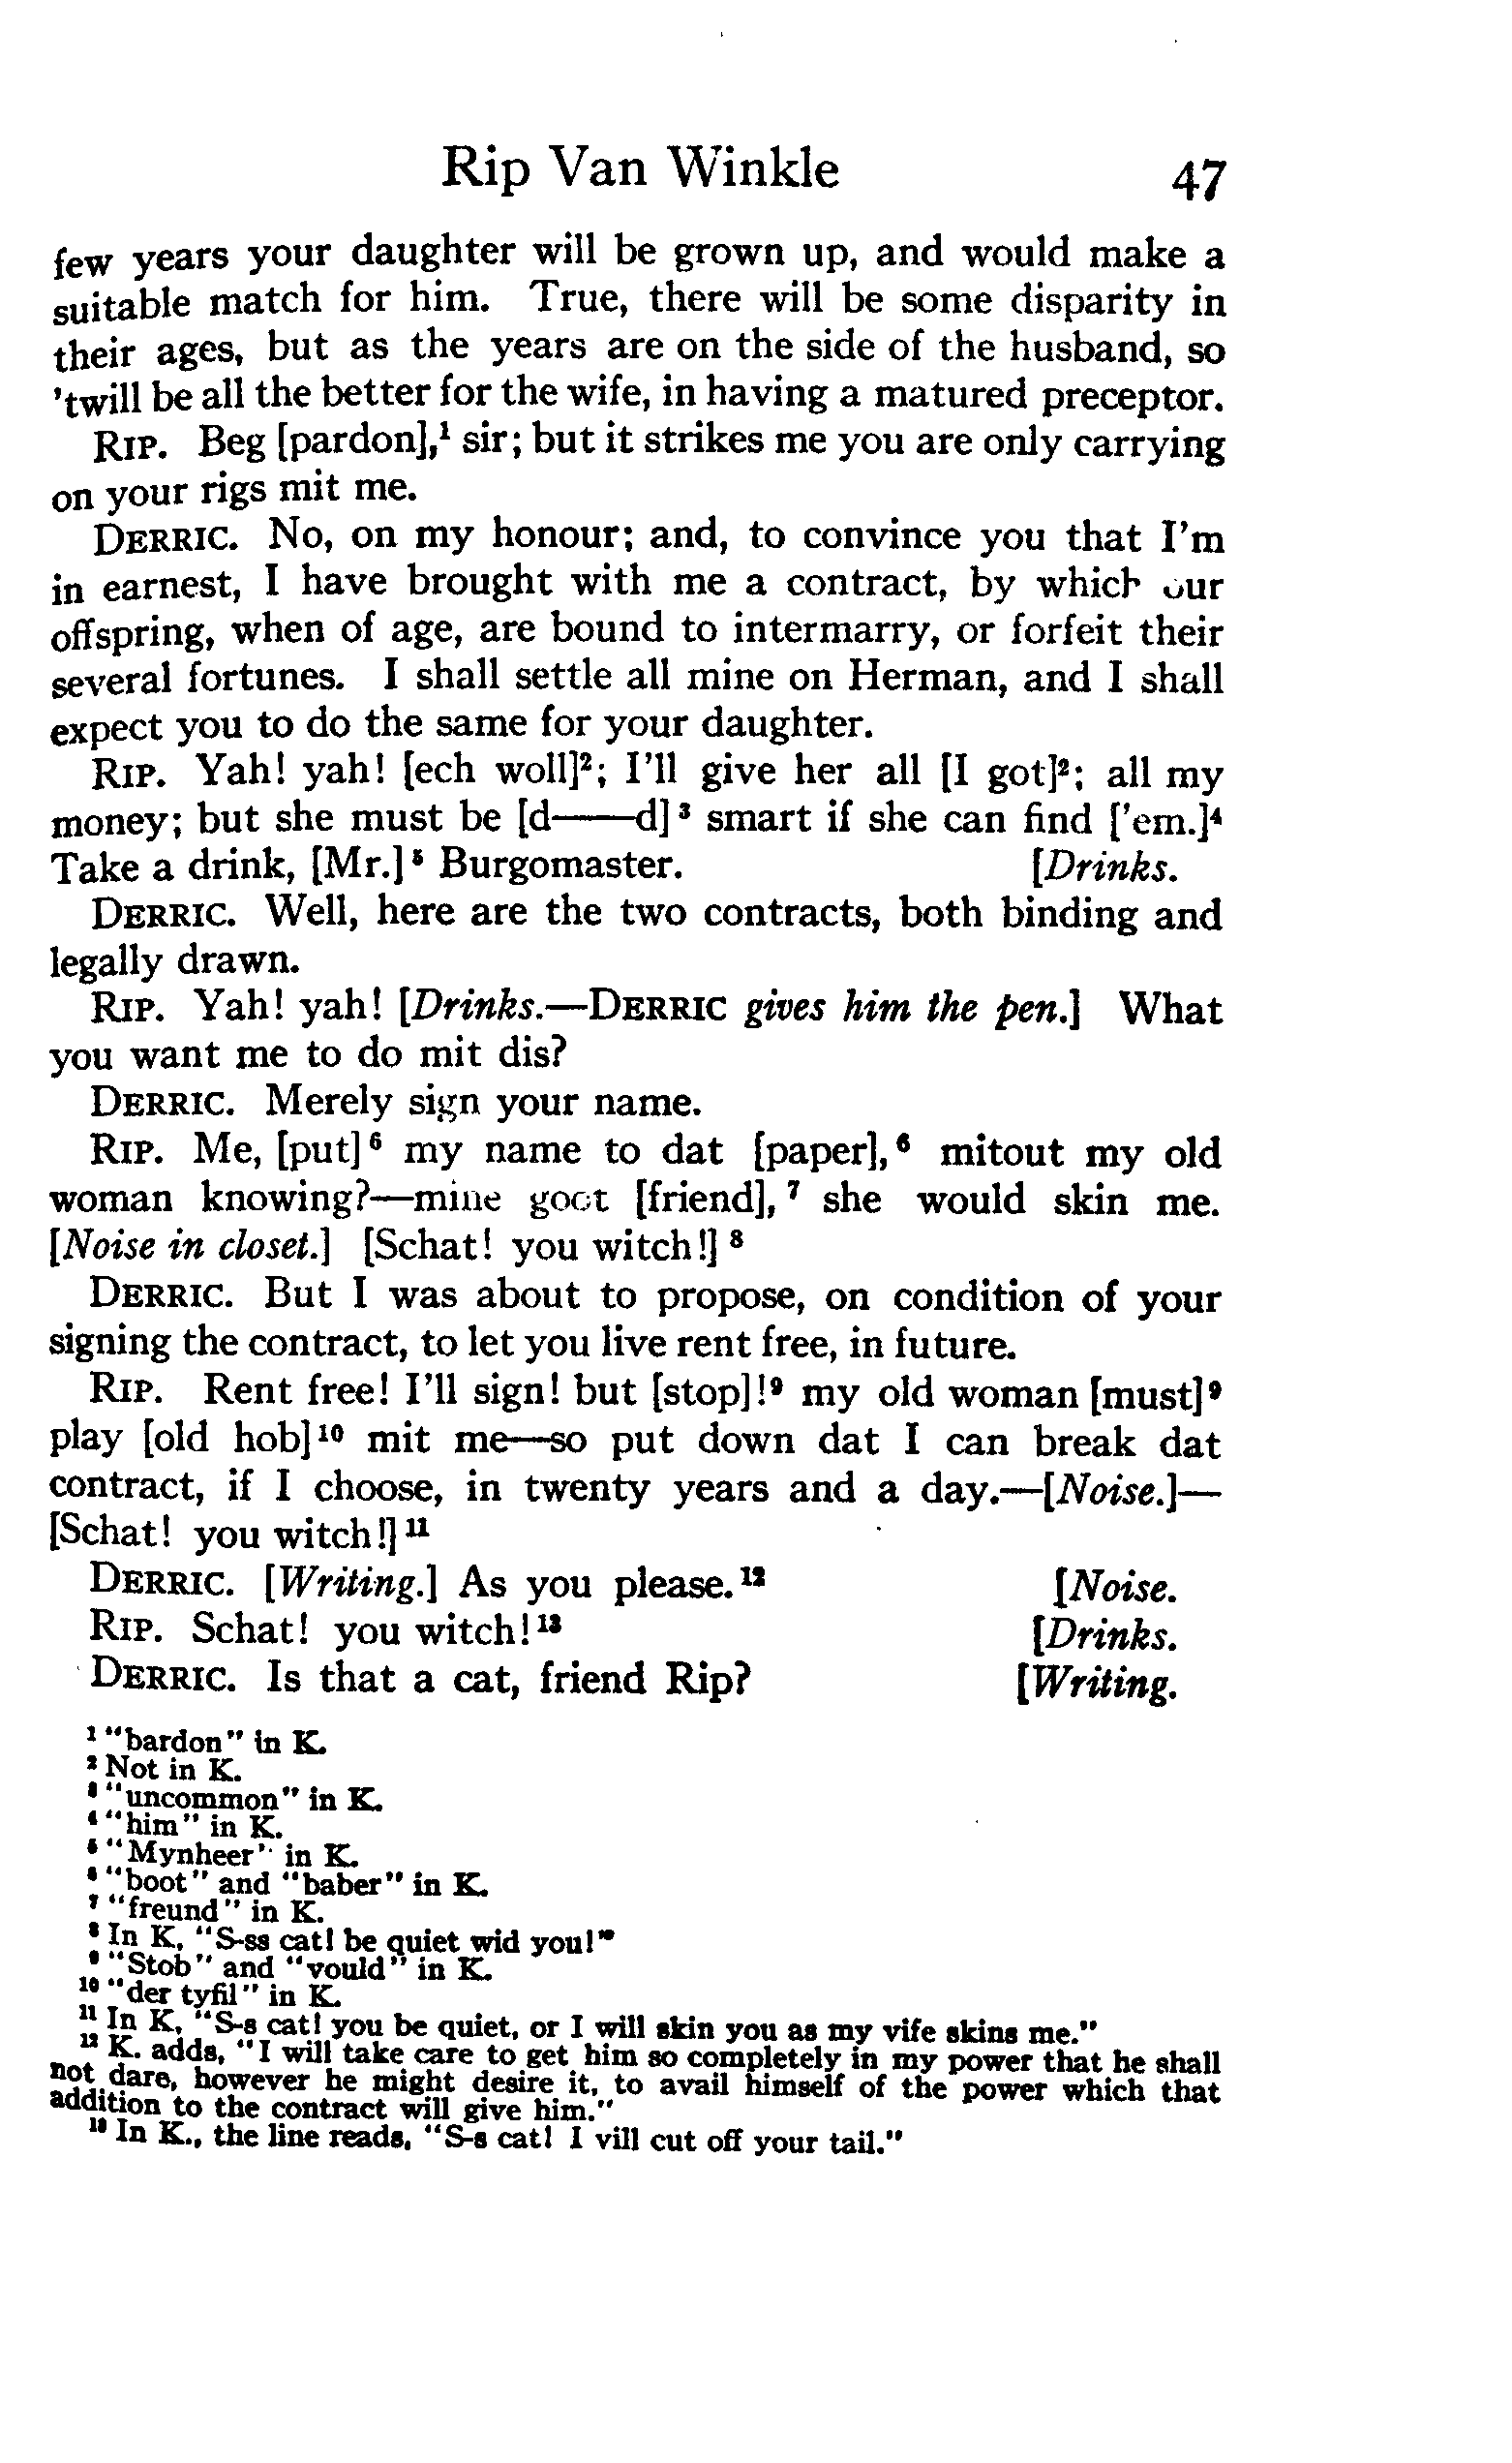 Rip Van Winkle 47
few years your daughter will be grown up, and would make a
suitable match for him. True, there will be some disparity in
their ages, but as the years are on the side of the husband, so
'twill be all the better for the wife, in having a matured preceptor.
RIP. Beg [pardon],¹ sir; but it strikes me you are only carrying
on your rigs mit me.
DERRIC. No, on my honour; and, to convince you that I'm
in earnest, I have brought with me a contract, by which our
offspring, when of age, are bound to intermarry, or forfeit their
several fortunes. I shall settle all mine on Herman, and I shall
expect you to do the same for your daughter.
RIP. Yah! yah! [ech woll]²; I'll give her all [I got]²; all my
money; but she must be [d——d]³ smart if she can find ['em.]⁴
Take a drink, [Mr.]⁵ Burgomaster. [Drinks.
DERRIC. Well, here are the two contracts, both binding and
legally drawn.
RIP. Yah! yah! [Drinks.—DERRIC gives him the pen.] What
you want me to do mit dis?
DERRIC. Merely sign your name.
RIP. Me, [put]⁶ my name to dat [paper],⁶ mitout my old
woman knowing?—mine goot [friend],⁷ she would skin me.
[Noise in closet.] [Schat! you witch!]⁸
DERRIC. But I was about to propose, on condition of your
signing the contract, to let you live rent free, in future.
RIP. Rent free! I'll sign! but [stop]!⁹ my old woman [must]⁹
play [old hob]¹⁰ mit me—so put down dat I can break dat
contract, if I choose, in twenty years and a day.—[Noise.]—
[Schat! you witch!]¹¹
DERRIC. [Writing.] As you please.¹² [Noise.
RIP. Schat! you witch!¹³ [Drinks.
DERRIC. Is that a cat, friend Rip? [Writing.
¹ "bardon" in K.
² Not in K.
³ "uncommon" in K.
⁴ "him" in K.
⁵ "Mynheer" in K.
⁶ "boot" and "baber" in K.
⁷ "freund" in K.
⁸ In K, "S-ss cat! be quiet wid you!"
⁹ "Stob" and "vould" in K.
¹⁰ "der tyfil" in K.
¹¹ In K, "S-s cat! you be quiet, or I will skin you as my vife skins me."
¹² K. adds, "I will take care to get him so completely in my power that he shall
not dare, however he might desire it, to avail himself of the power which that
addition to the contract will give him."
¹³ In K., the line reads, "S-s cat! I vill cut off your tail."